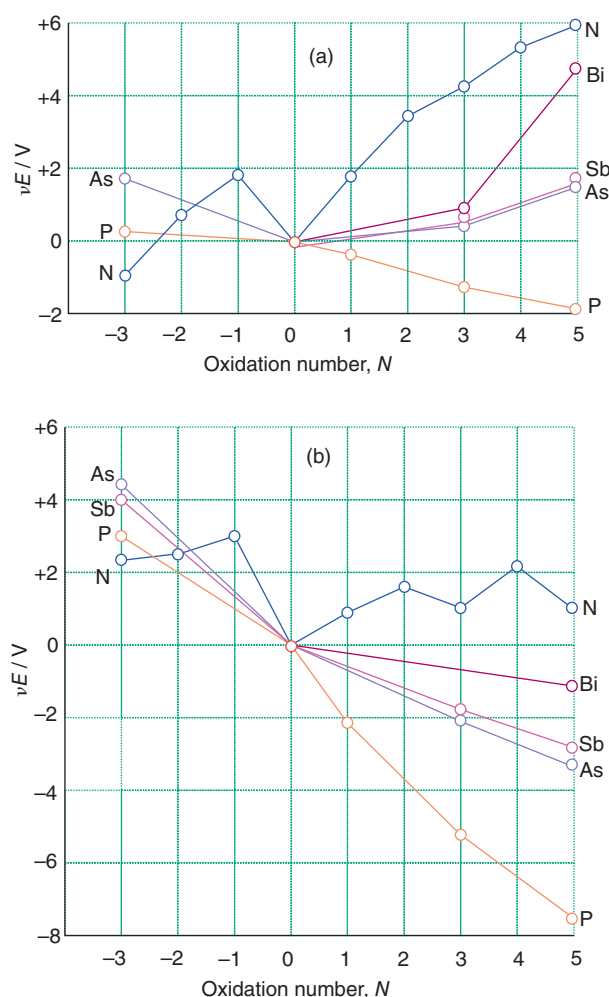 +6
N
(a)
Bi
+4
νE / V
As
+2
Sb
As
P
0
N
−2
P
−3 −2 −1 0 1 2 3 4 5
Oxidation number, N
+6
(b)
As
+4
Sb
P
N
+2
N
νE / V
0
Bi
−2
Sb
As
−4
−6
P
−8
−3 −2 −1 0 1 2 3 4 5
Oxidation number, N